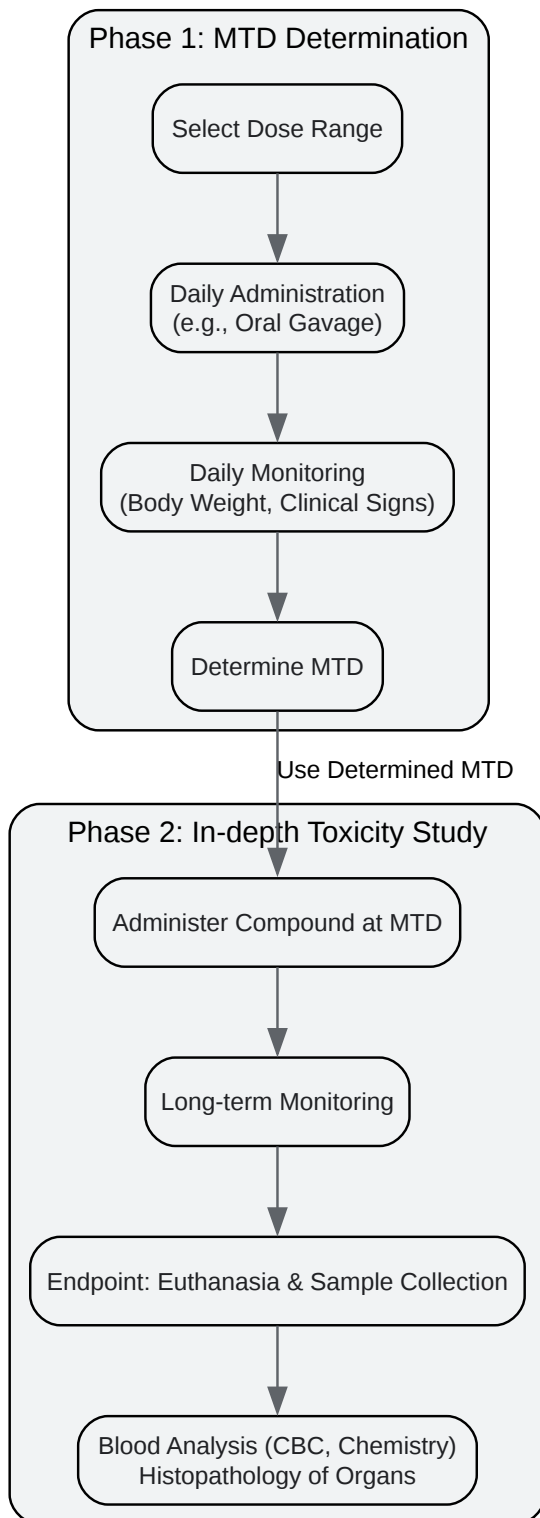 Phase 1: MTD Determination
Select Dose Range
Daily Administration
(e.g., Oral Gavage)
Daily Monitoring
(Body Weight, Clinical Signs)
Determine MTD
Use Determined MTD
Phase 2: In-depth Toxicity Study
Administer Compound at MTD
Long-term Monitoring
Endpoint: Euthanasia & Sample Collection
Blood Analysis (CBC, Chemistry)
Histopathology of Organs